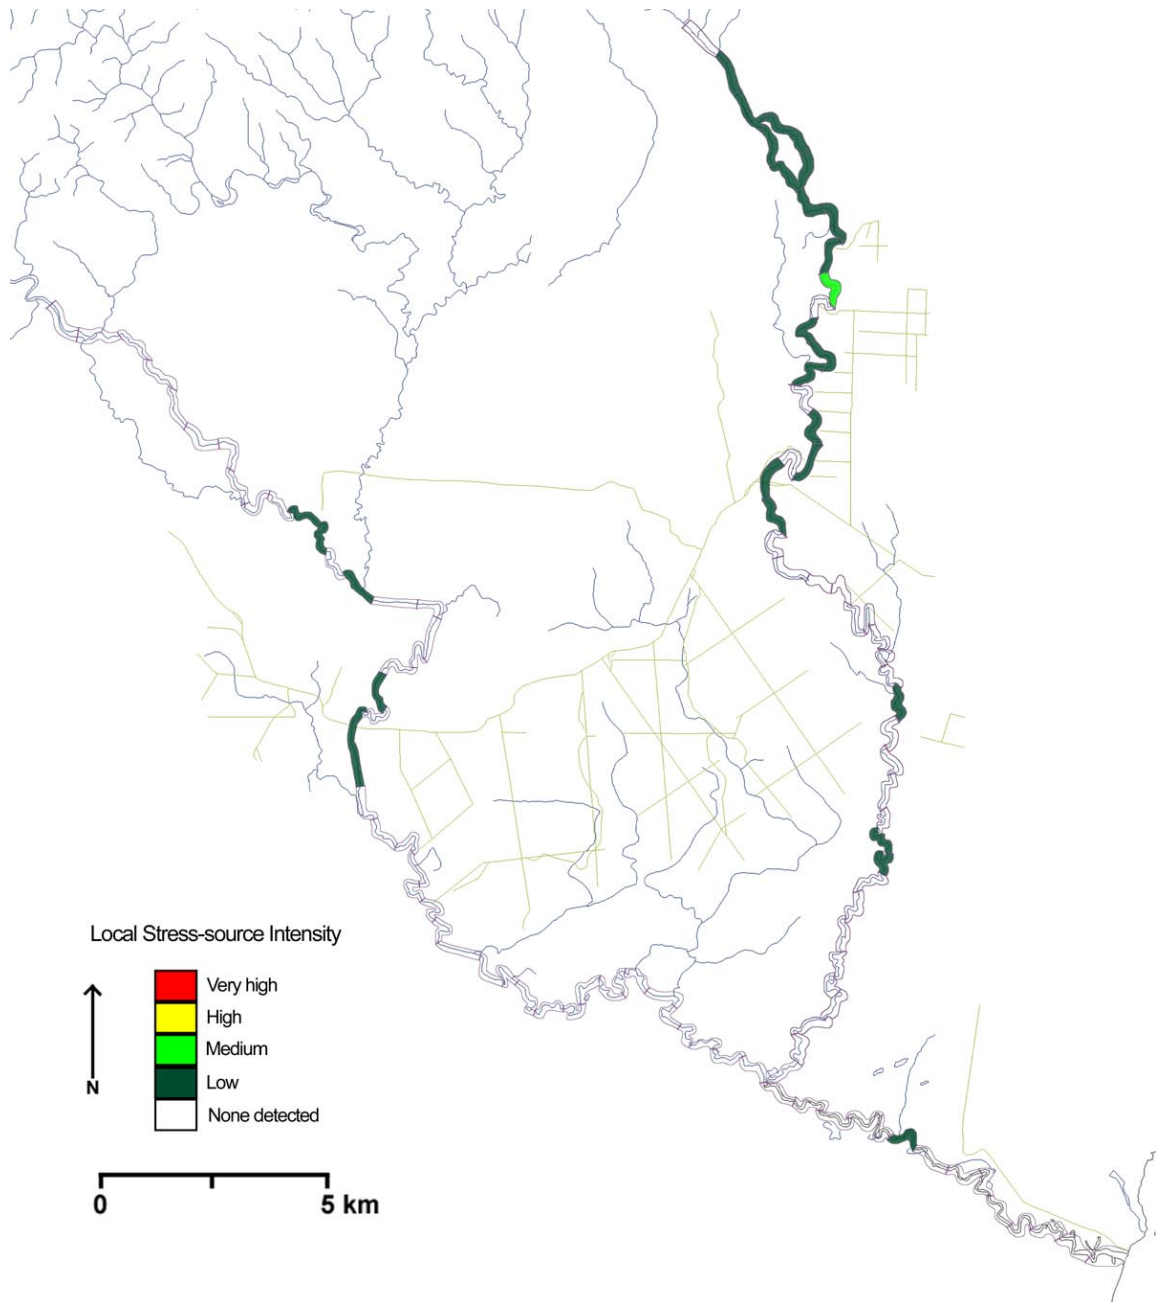 Local Stress-source Intensity
Very high
High
Medium
Low
None detected
N
0 5 km